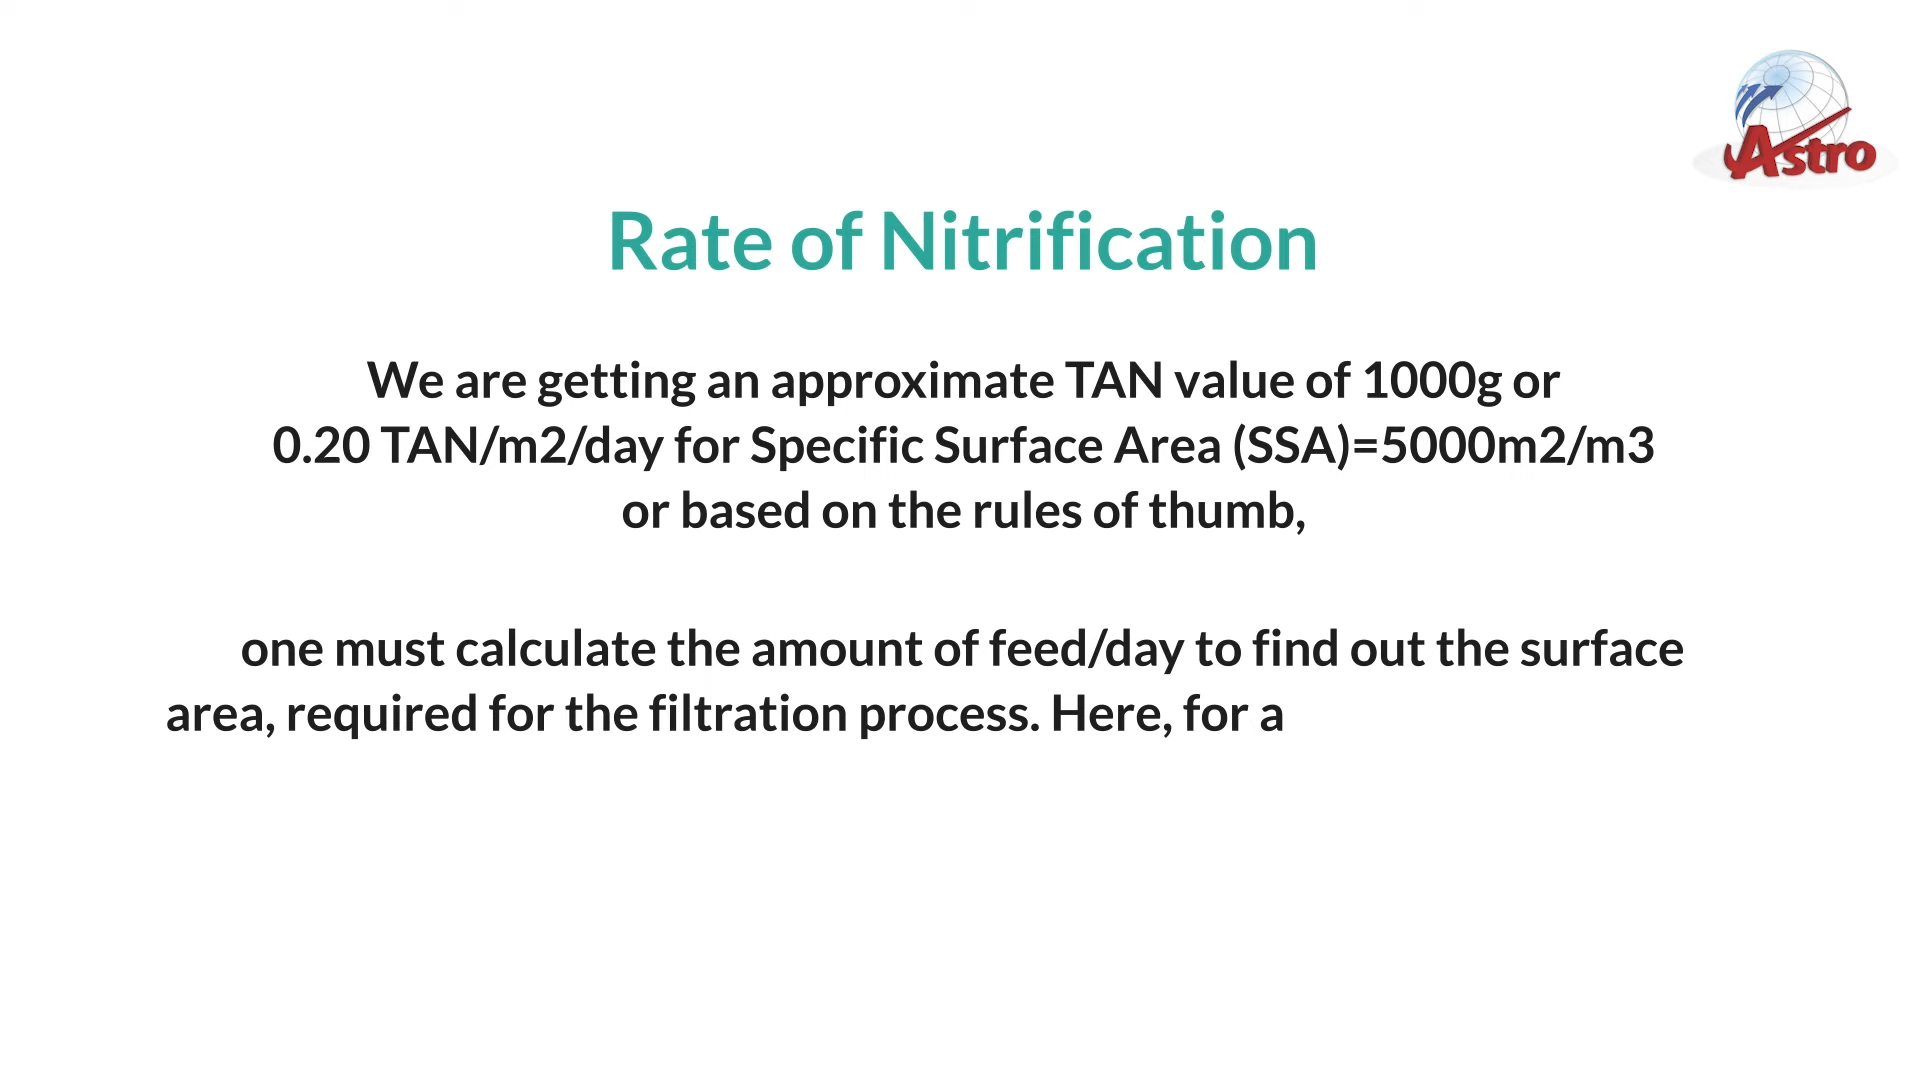 Astro
Rate of Nitrification
We are getting an approximate TAN value of 1000g or
0.20 TAN/m2/day for Specific Surface Area (SSA)=5000m2/m3
or based on the rules of thumb,
one must calculate the amount of feed/day to find out the surface
area, required for the filtration process. Here, for a